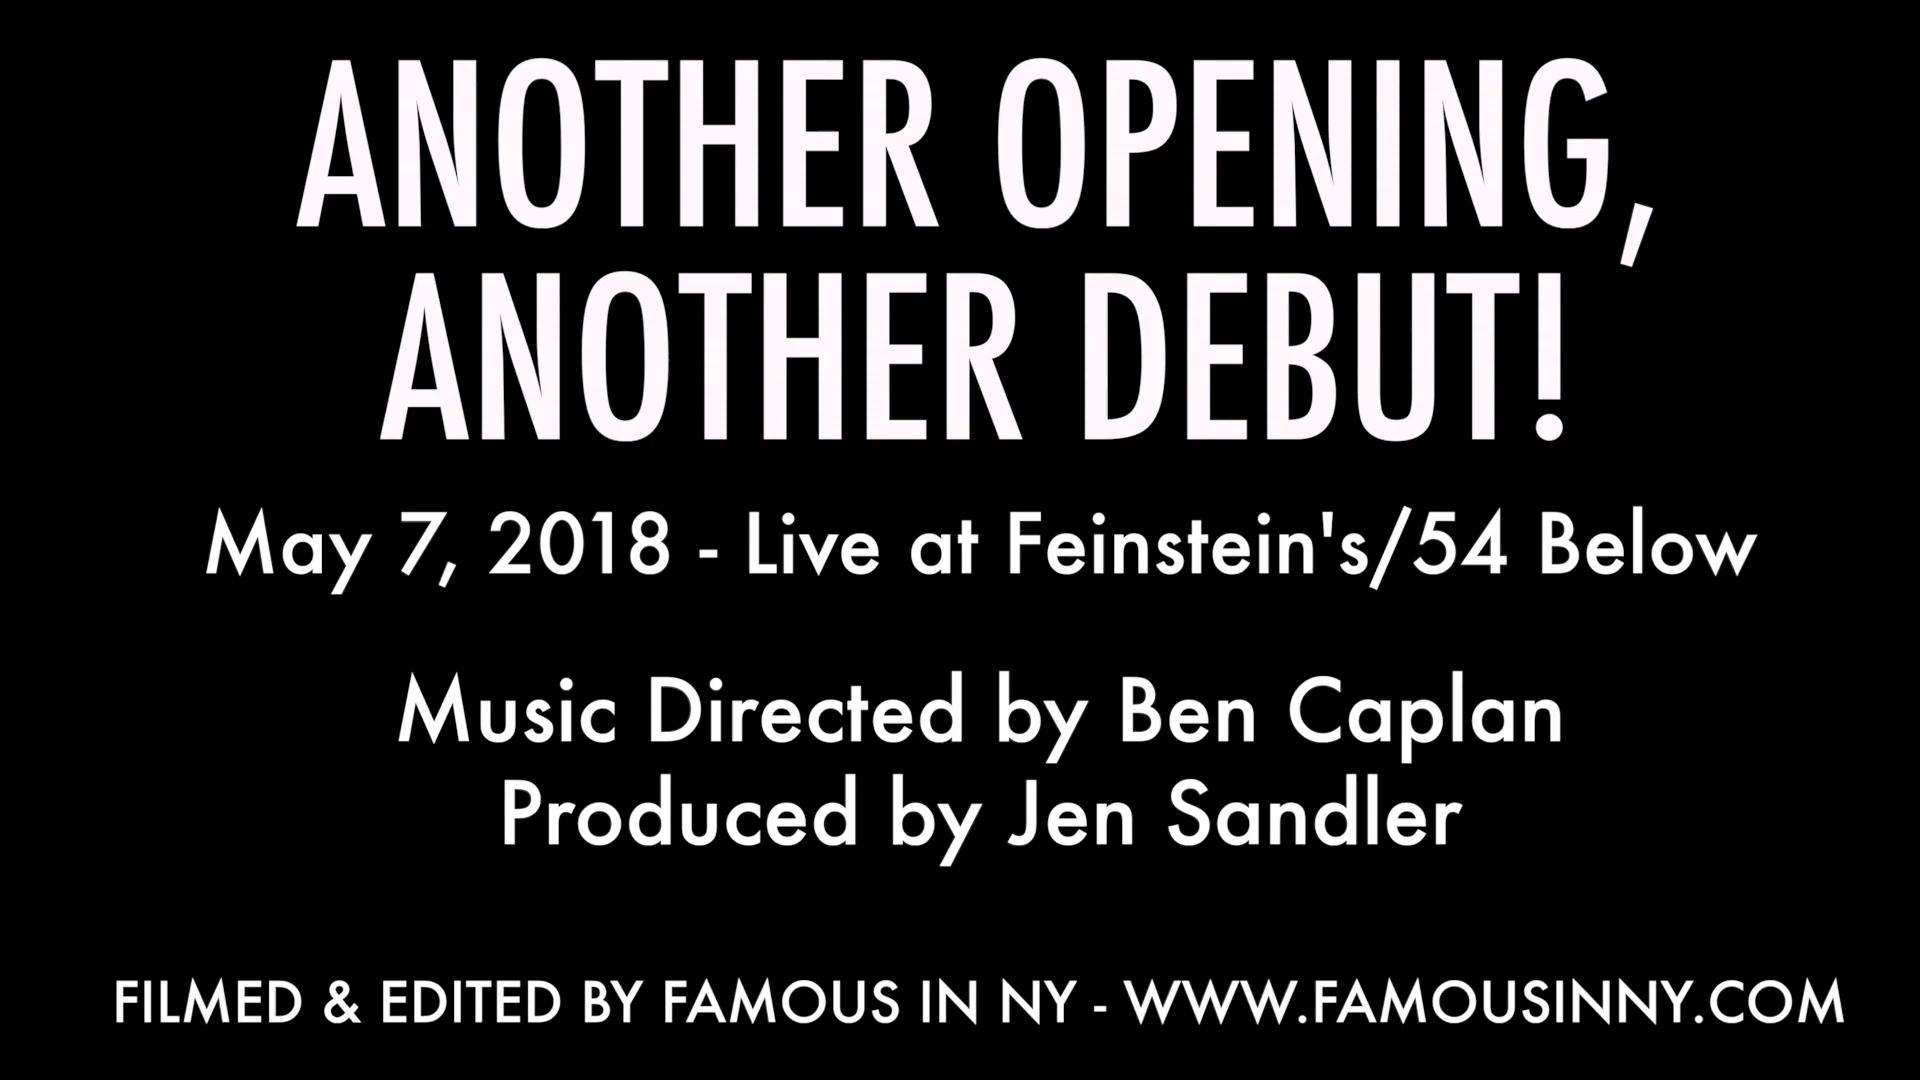 ANOTHER OPENING,
ANOTHER DEBUT!
May 7, 2018 - Live at Feinstein's/54 Below
Music Directed by Ben Caplan
Produced by Jen Sandler
FILMED & EDITED BY FAMOUS IN NY - WWW.FAMOUSINNY.COM